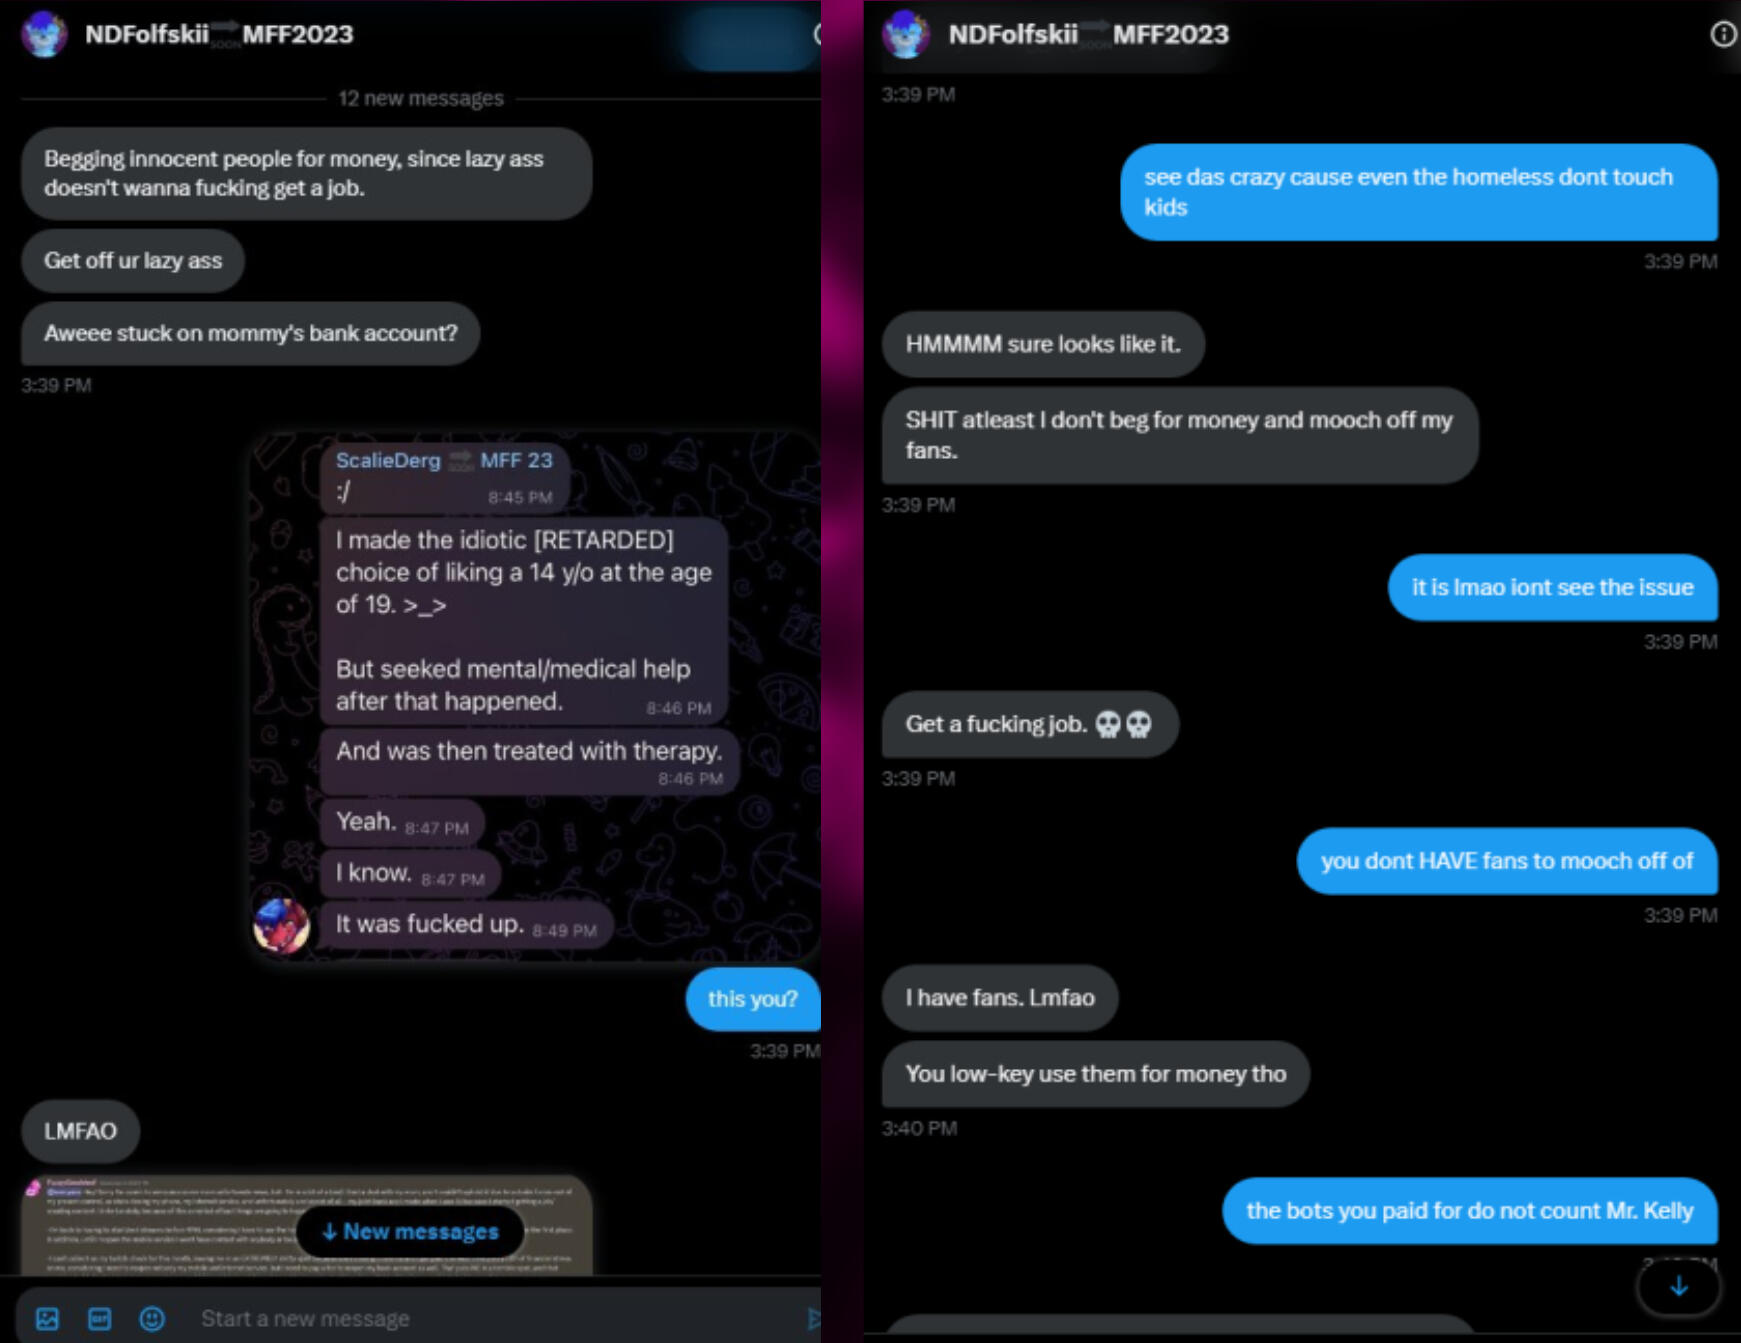 NDFolfskii SOON MFF2023
12 new messages
Begging innocent people for money, since lazy ass
doesn't wanna fucking get a job.
Get off ur lazy ass
Aweee stuck on mommy's bank account?
3:39 PM
ScalieDerg SOON MFF 23
:/ 8:45 PM
I made the idiotic [RETARDED]
choice of liking a 14 y/o at the age
of 19. >_>
But seeked mental/medical help
after that happened. 8:46 PM
And was then treated with therapy.
8:46 PM
Yeah. 8:47 PM
I know. 8:47 PM
It was fucked up. 8:49 PM
this you?
3:39 PM
LMFAO
↓ New messages
GIF
Start a new message
NDFolfskii SOON MFF2023
3:39 PM
see das crazy cause even the homeless dont touch
kids
3:39 PM
HMMMM sure looks like it.
SHIT atleast I don't beg for money and mooch off my
fans.
3:39 PM
it is lmao iont see the issue
3:39 PM
Get a fucking job. 💀💀
3:39 PM
you dont HAVE fans to mooch off of
3:39 PM
I have fans. Lmfao
You low-key use them for money tho
3:40 PM
the bots you paid for do not count Mr. Kelly